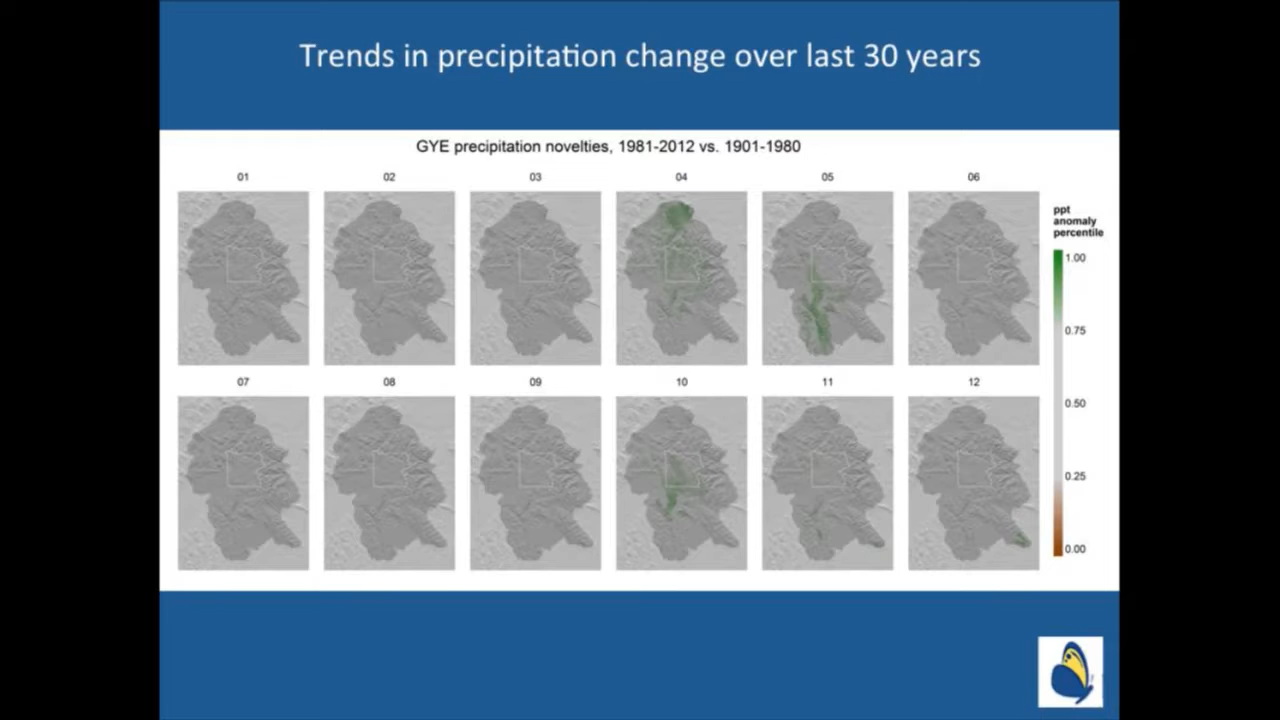 Trends in precipitation change over last 30 years
GYE precipitation novelties, 1981-2012 vs. 1901-1980
01 02 03 04 05 06
ppt
anomaly
percentile
1.00
0.75
07 08 09 10 11 12
0.50
0.25
0.00